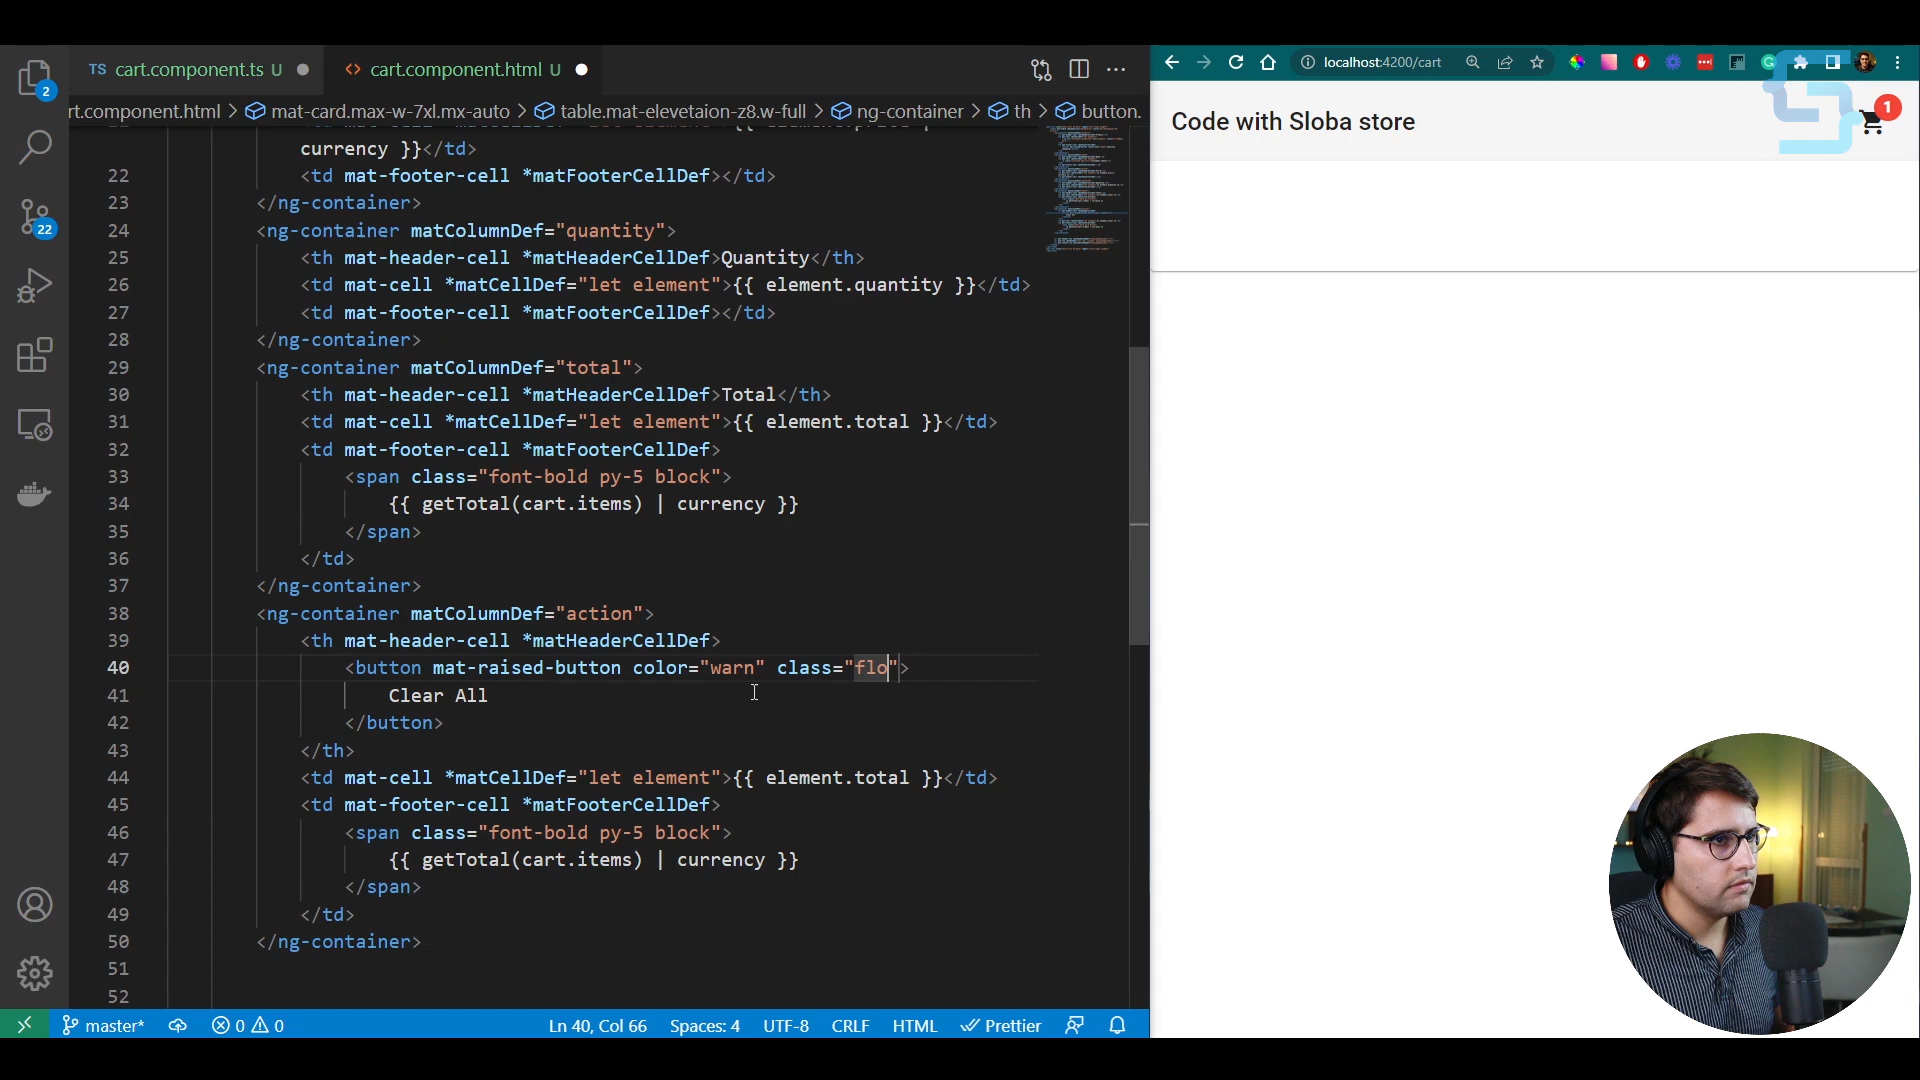 TS cart.component.ts U
<> cart.component.html U
rt.component.html > mat-card.max-w-7xl.mx-auto > table.mat-elevetaion-z8.w-full > ng-container > th > button.
currency }}</td>
22 <td mat-footer-cell *matFooterCellDef></td>
23 </ng-container>
24 <ng-container matColumnDef="quantity">
25 <th mat-header-cell *matHeaderCellDef>Quantity</th>
26 <td mat-cell *matCellDef="let element">{{ element.quantity }}</td>
27 <td mat-footer-cell *matFooterCellDef></td>
28 </ng-container>
29 <ng-container matColumnDef="total">
30 <th mat-header-cell *matHeaderCellDef>Total</th>
31 <td mat-cell *matCellDef="let element">{{ element.total }}</td>
32 <td mat-footer-cell *matFooterCellDef>
33 <span class="font-bold py-5 block">
34 {{ getTotal(cart.items) | currency }}
35 </span>
36 </td>
37 </ng-container>
38 <ng-container matColumnDef="action">
39 <th mat-header-cell *matHeaderCellDef>
40 <button mat-raised-button color="warn" class="flo">
41 Clear All
42 </button>
43 </th>
44 <td mat-cell *matCellDef="let element">{{ element.total }}</td>
45 <td mat-footer-cell *matFooterCellDef>
46 <span class="font-bold py-5 block">
47 {{ getTotal(cart.items) | currency }}
48 </span>
49 </td>
50 </ng-container>
51
52
2
22
master*
0 0
Ln 40, Col 66
Spaces: 4
UTF-8
CRLF
HTML
Prettier
localhost:4200/cart
Code with Sloba store
1